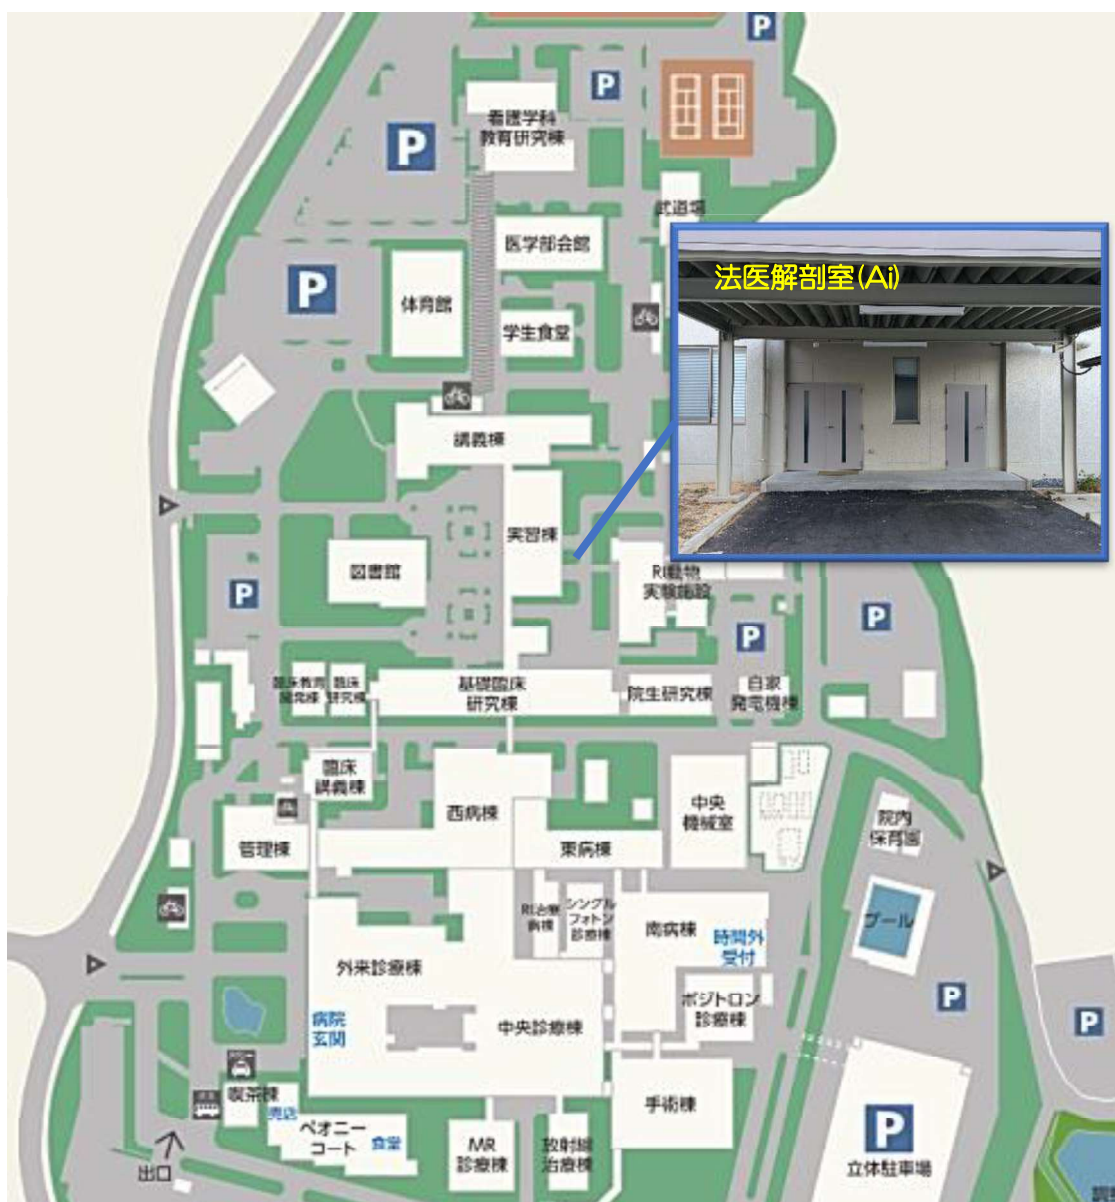 P
P
看護学科
教育研究棟
P
武道場
医学部会館
法医解剖室(Ai)
P
体育館
学生食堂
講義棟
実習棟
図書館
RI動物
実験施設
P
P
P
臨床教育
開発棟
臨床
研究棟
基礎臨床
研究棟
院生研究棟
自家
発電機棟
臨床
講義棟
西病棟
中央
機械室
院内
保育園
管理棟
東病棟
RI治療
病棟
シングル
フォトン
診療棟
南病棟
時間外
受付
プール
外来診療棟
ポジトロン
診療棟
P
P
病院
玄関
中央診療棟
喫茶棟
売店
ペオニー
コート
食堂
手術棟
P
MR
診療棟
放射線
治療棟
立体駐車場
出口